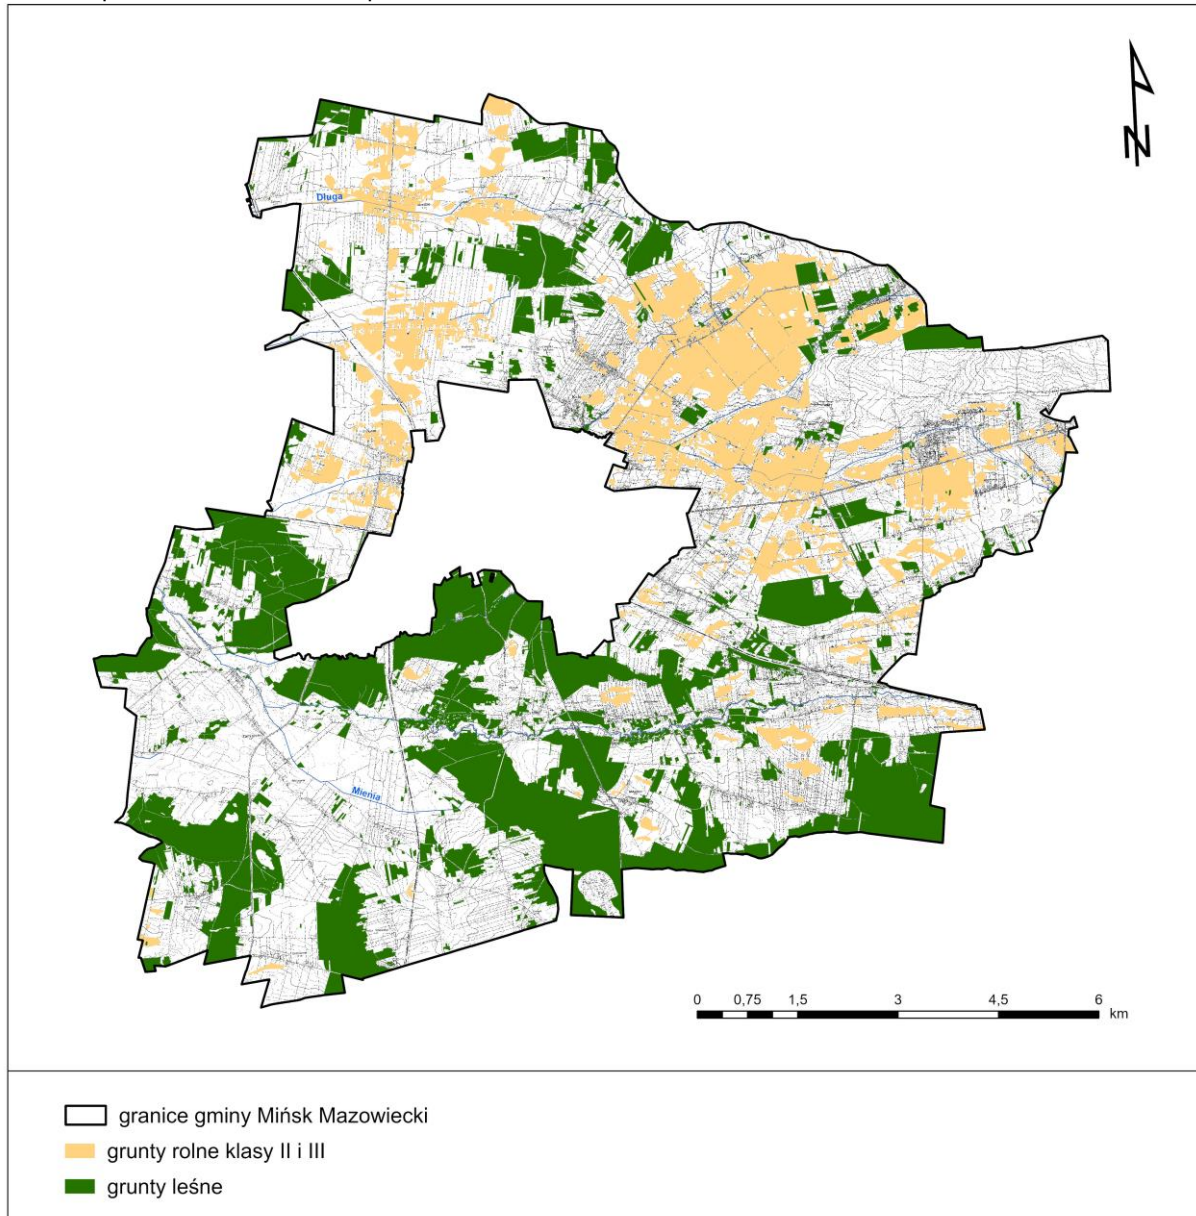 N
Długa
Mienia
0 0,75 1,5 3 4,5 6
km
granice gminy Mińsk Mazowiecki
grunty rolne klasy II i III
grunty leśne